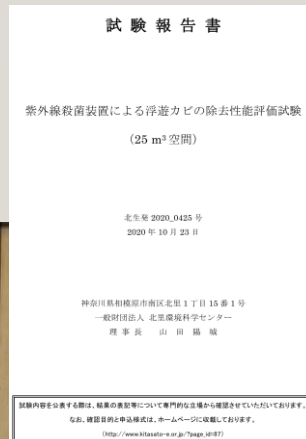 試験報告書
紫外線殺菌装置による浮遊カビの除去性能評価試験
(25 m³ 空間)
北生発 2020_0425 号
2020 年 10 月 23 日
神奈川県相模原市南区北里 1 丁目 15 番 1 号
一般財団法人 北里環境科学センター
理事長 山田陽城
試験内容を公表する際は、結果の表記等について専門的な立場から確認させていただいております。
なお、確認目的と申込様式は、ホームページに収載しております。
(http://www.kitasato-e.or.jp/?page_id=87)